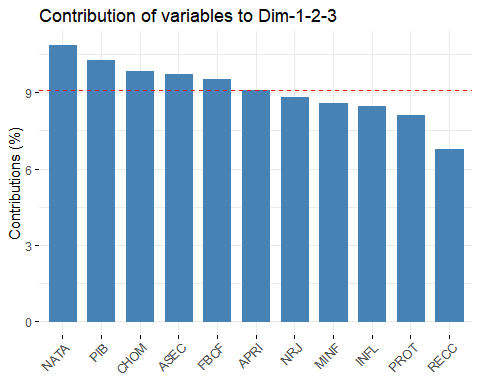 Contribution of variables to Dim-1-2-3
Contributions (%)
9
6
3
0
NATA
PIB
CHOM
ASEC
FBCF
APRI
NRJ
MINF
INFL
PROT
RECC